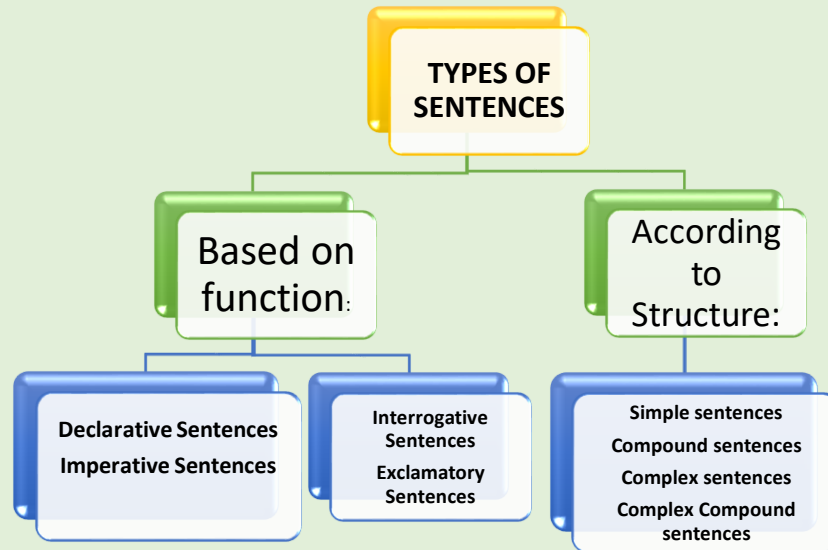 TYPES OF
SENTENCES
Based on
function:
According
to
Structure:
Declarative Sentences
Imperative Sentences
Interrogative
Sentences
Exclamatory
Sentences
Simple sentences
Compound sentences
Complex sentences
Complex Compound
sentences